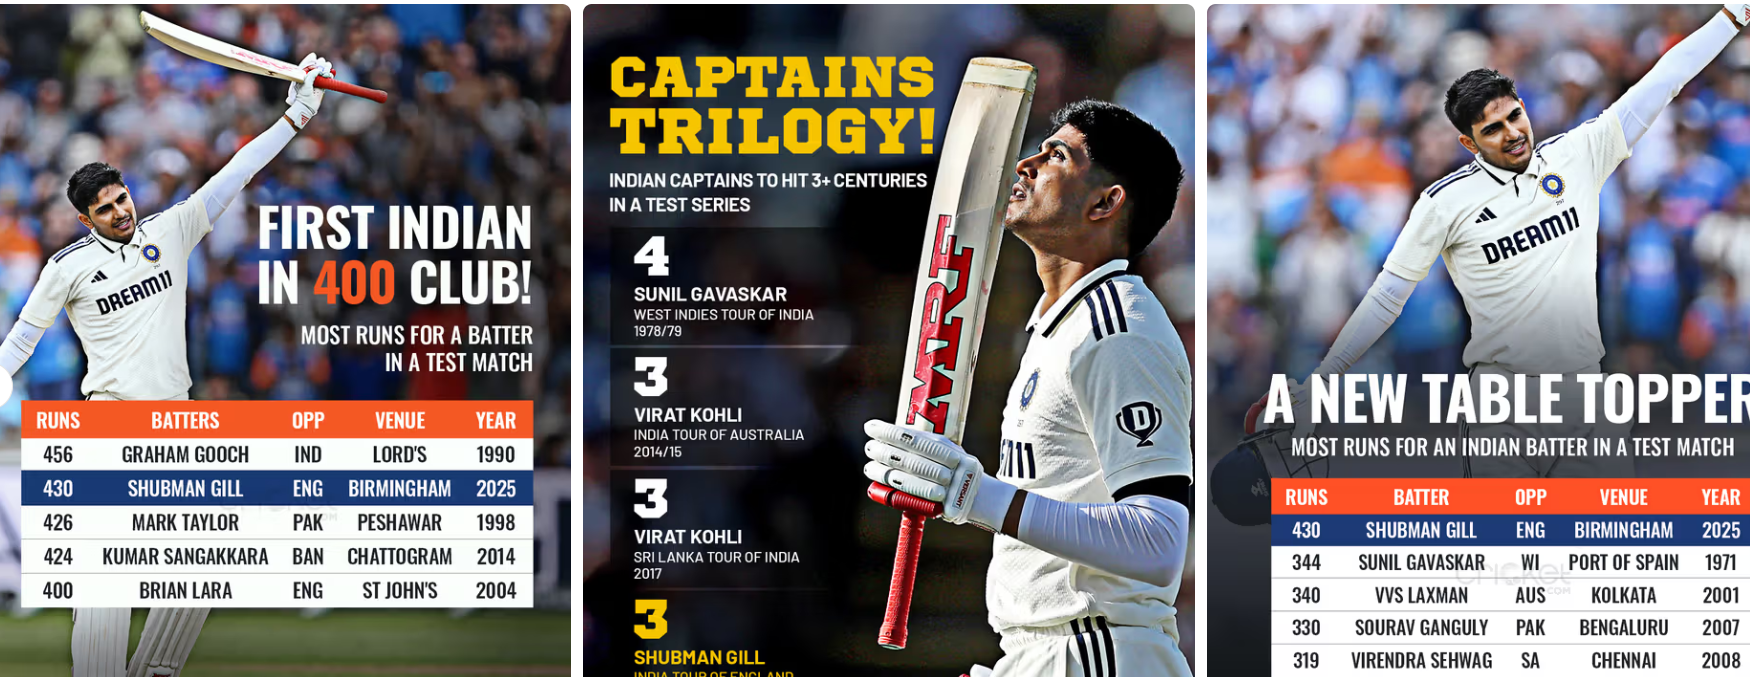 FIRST INDIAN
IN 400 CLUB!
MOST RUNS FOR A BATTER
IN A TEST MATCH
RUNS BATTERS OPP VENUE YEAR
456 GRAHAM GOOCH IND LORD'S 1990
430 SHUBMAN GILL ENG BIRMINGHAM 2025
426 MARK TAYLOR PAK PESHAWAR 1998
424 KUMAR SANGAKKARA BAN CHATTOGRAM 2014
400 BRIAN LARA ENG ST JOHN'S 2004
DREAM11
CAPTAINS
TRILOGY!
INDIAN CAPTAINS TO HIT 3+ CENTURIES
IN A TEST SERIES
4
SUNIL GAVASKAR
WEST INDIES TOUR OF INDIA
1978/79
3
VIRAT KOHLI
INDIA TOUR OF AUSTRALIA
2014/15
3
VIRAT KOHLI
SRI LANKA TOUR OF INDIA
2017
3
SHUBMAN GILL
INDIA TOUR OF ENGLAND
MRF
M11
D
DREAM11
A NEW TABLE TOPPER
MOST RUNS FOR AN INDIAN BATTER IN A TEST MATCH
RUNS BATTER OPP VENUE YEAR
430 SHUBMAN GILL ENG BIRMINGHAM 2025
344 SUNIL GAVASKAR WI PORT OF SPAIN 1971
340 VVS LAXMAN AUS KOLKATA 2001
330 SOURAV GANGULY PAK BENGALURU 2007
319 VIRENDRA SEHWAG SA CHENNAI 2008
cricket
.COM